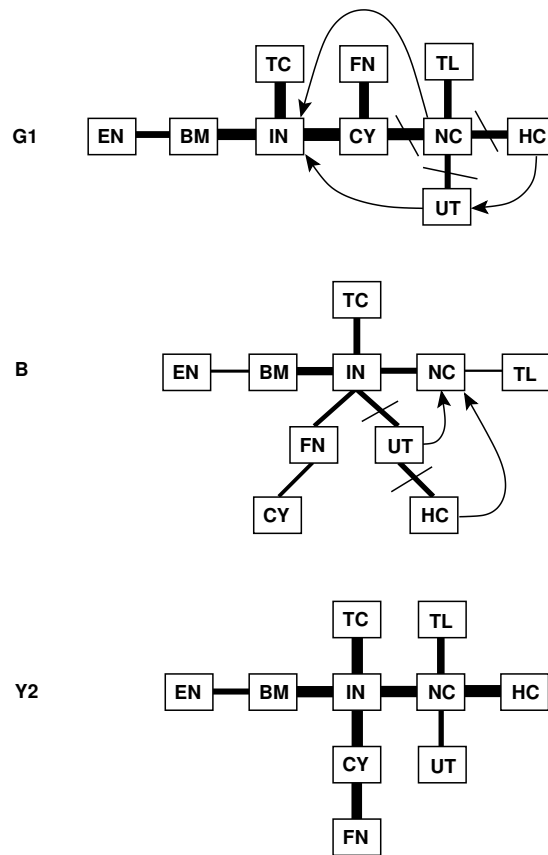 TC FN TL
G1 EN BM IN CY NC HC
UT
TC
B EN BM IN NC TL
FN UT
CY HC
TC TL
Y2 EN BM IN NC HC
CY UT
FN